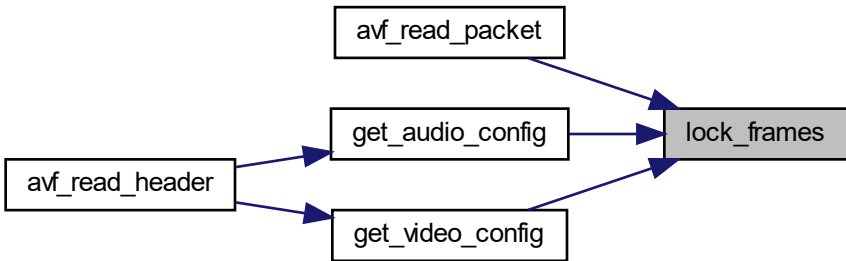 avf_read_packet
get_audio_config
lock_frames
avf_read_header
get_video_config